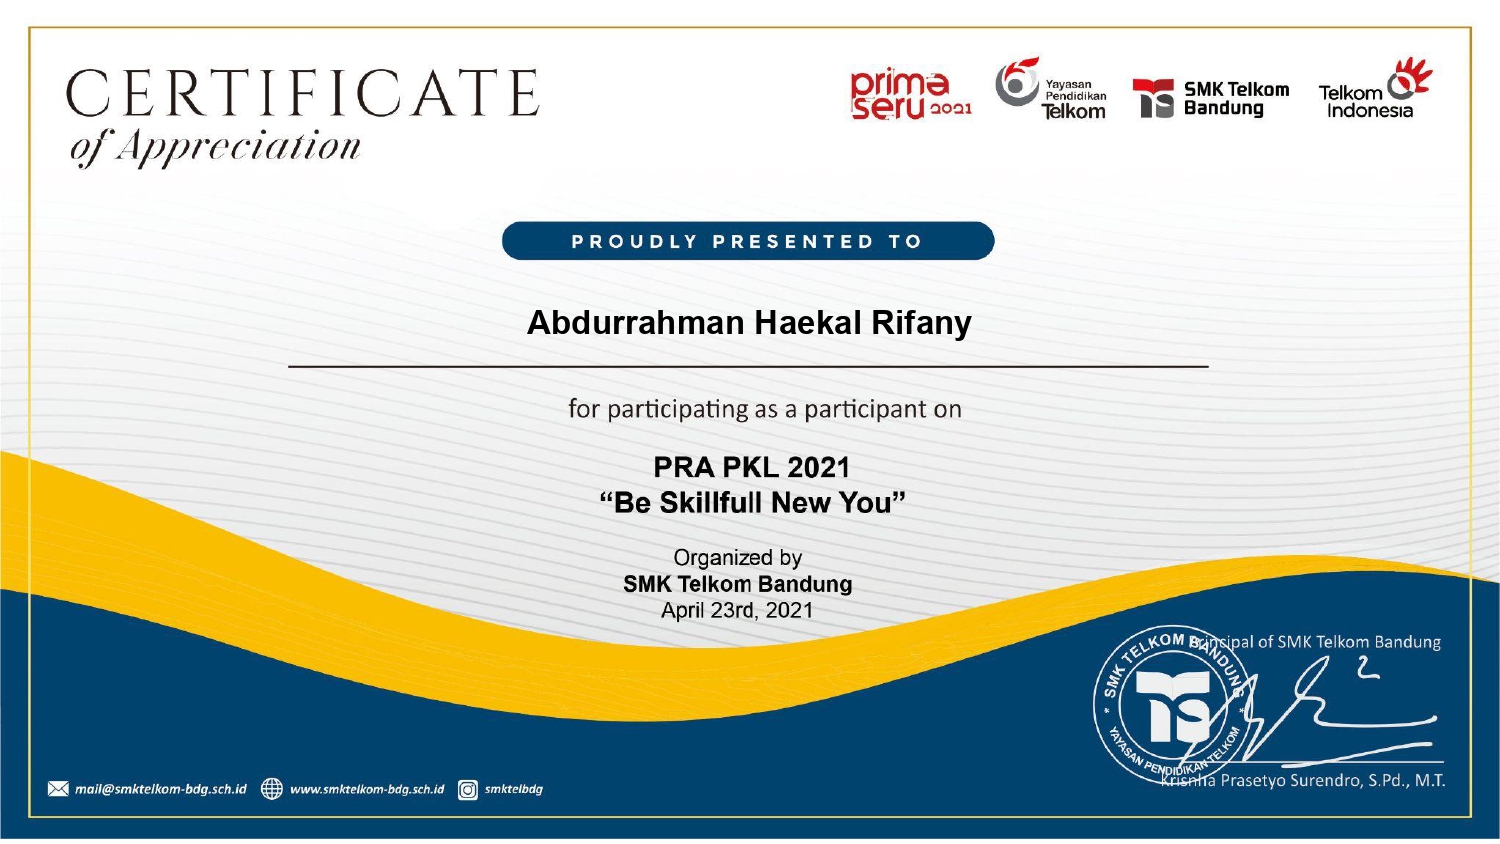 CERTIFICATE
of Appreciation
prima
seru 2021
Yayasan
Pendidikan
Telkom
SMK Telkom
Bandung
Telkom
Indonesia
PROUDLY PRESENTED TO
Abdurrahman Haekal Rifany
for participating as a participant on
PRA PKL 2021
“Be Skillfull New You”
Organized by
SMK Telkom Bandung
April 23rd, 2021
Principal of SMK Telkom Bandung
* SMK TELKOM BANDUNG *
YAYASAN PENDIDIKAN TELKOM
Krisnha Prasetyo Surendro, S.Pd., M.T.
mail@smktelkom-bdg.sch.id
www.smktelkom-bdg.sch.id
smktelbdg